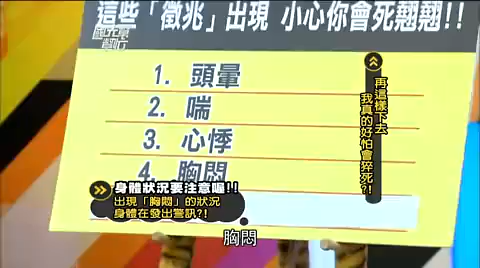 這些「徵兆」出現 小心你會死翹翹!!
1. 頭暈
2. 喘
3. 心悸
4. 胸悶
再這樣下去
我真的好怕會猝死?!
身體狀況要注意喔!!
出現「胸悶」的狀況
身體在發出警訊?!
胸悶